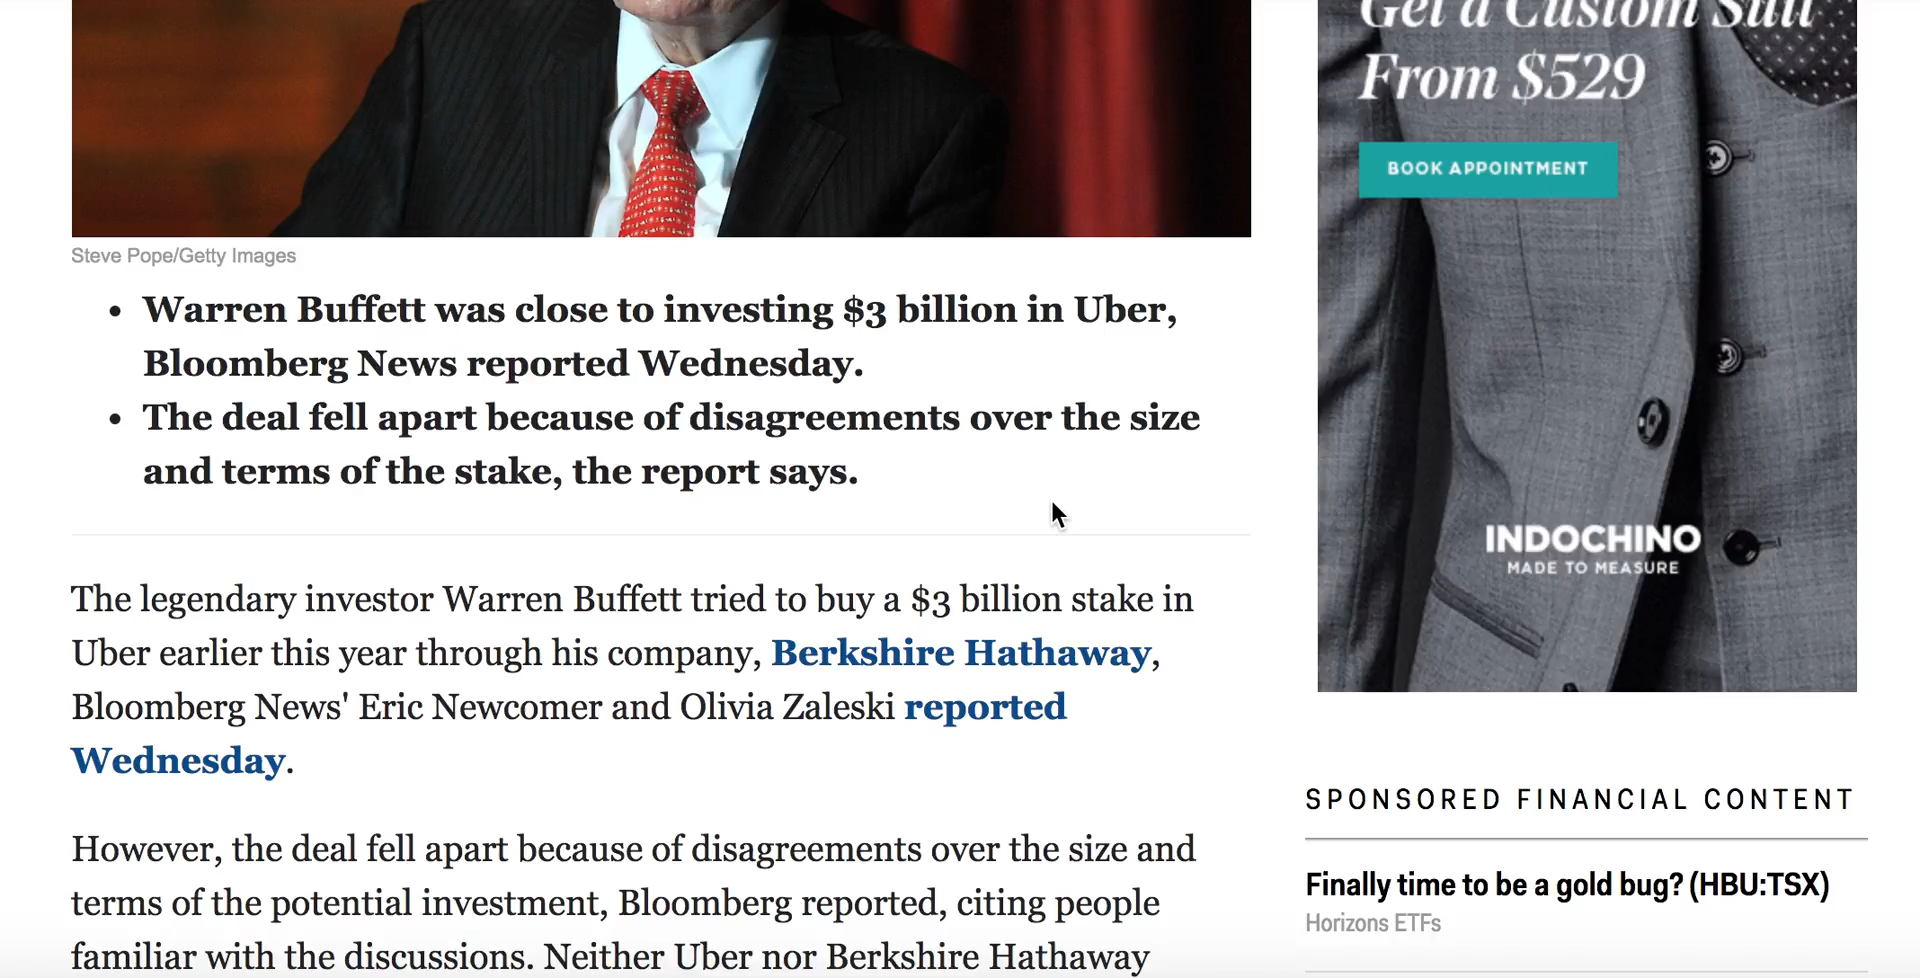 Steve Pope/Getty Images
• Warren Buffett was close to investing $3 billion in Uber,
Bloomberg News reported Wednesday.
• The deal fell apart because of disagreements over the size
and terms of the stake, the report says.
The legendary investor Warren Buffett tried to buy a $3 billion stake in
Uber earlier this year through his company, Berkshire Hathaway,
Bloomberg News' Eric Newcomer and Olivia Zaleski reported
Wednesday.
However, the deal fell apart because of disagreements over the size and
terms of the potential investment, Bloomberg reported, citing people
familiar with the discussions. Neither Uber nor Berkshire Hathaway
Get a Custom Suit
From $529
BOOK APPOINTMENT
INDOCHINO
MADE TO MEASURE
SPONSORED FINANCIAL CONTENT
Finally time to be a gold bug? (HBU:TSX)
Horizons ETFs